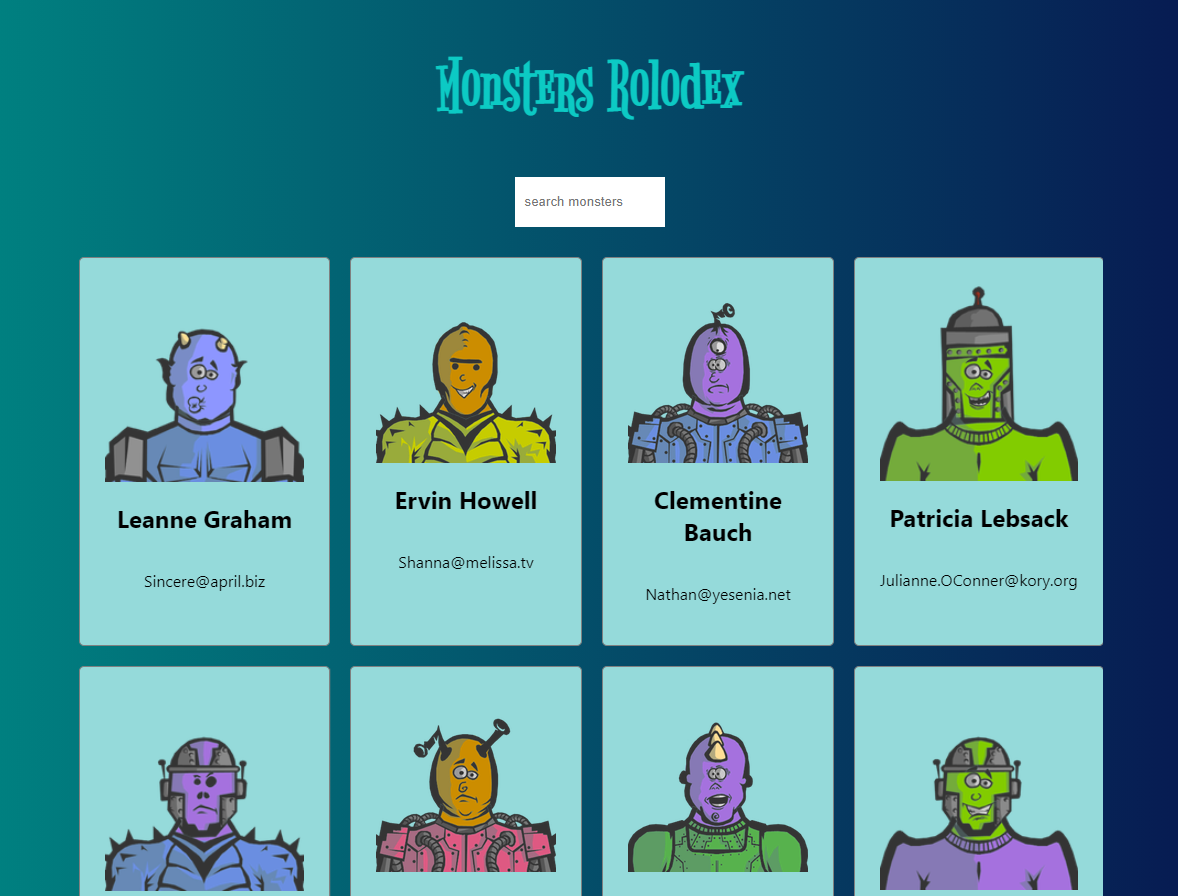 Monsters Rolodex
search monsters
Leanne Graham
Sincere@april.biz
Ervin Howell
Shanna@melissa.tv
Clementine
Bauch
Nathan@yesenia.net
Patricia Lebsack
Julianne.OConner@kory.org